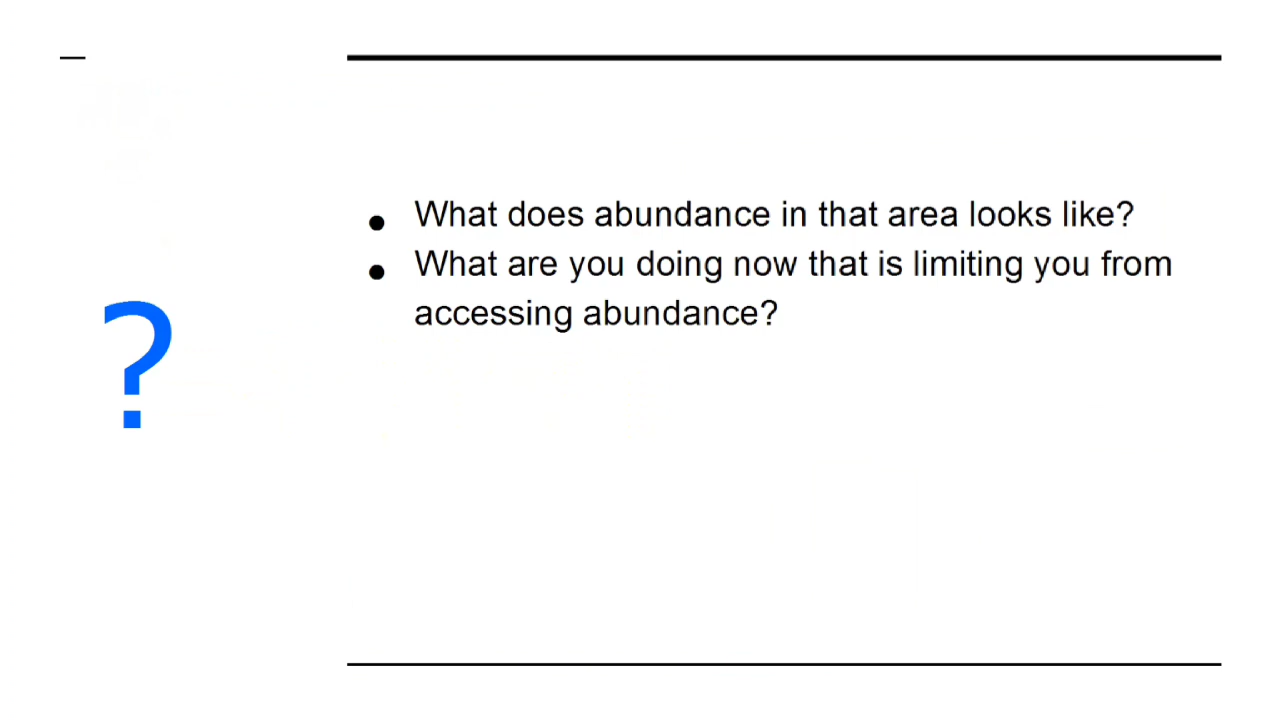 ?
• What does abundance in that area looks like?
• What are you doing now that is limiting you from
accessing abundance?